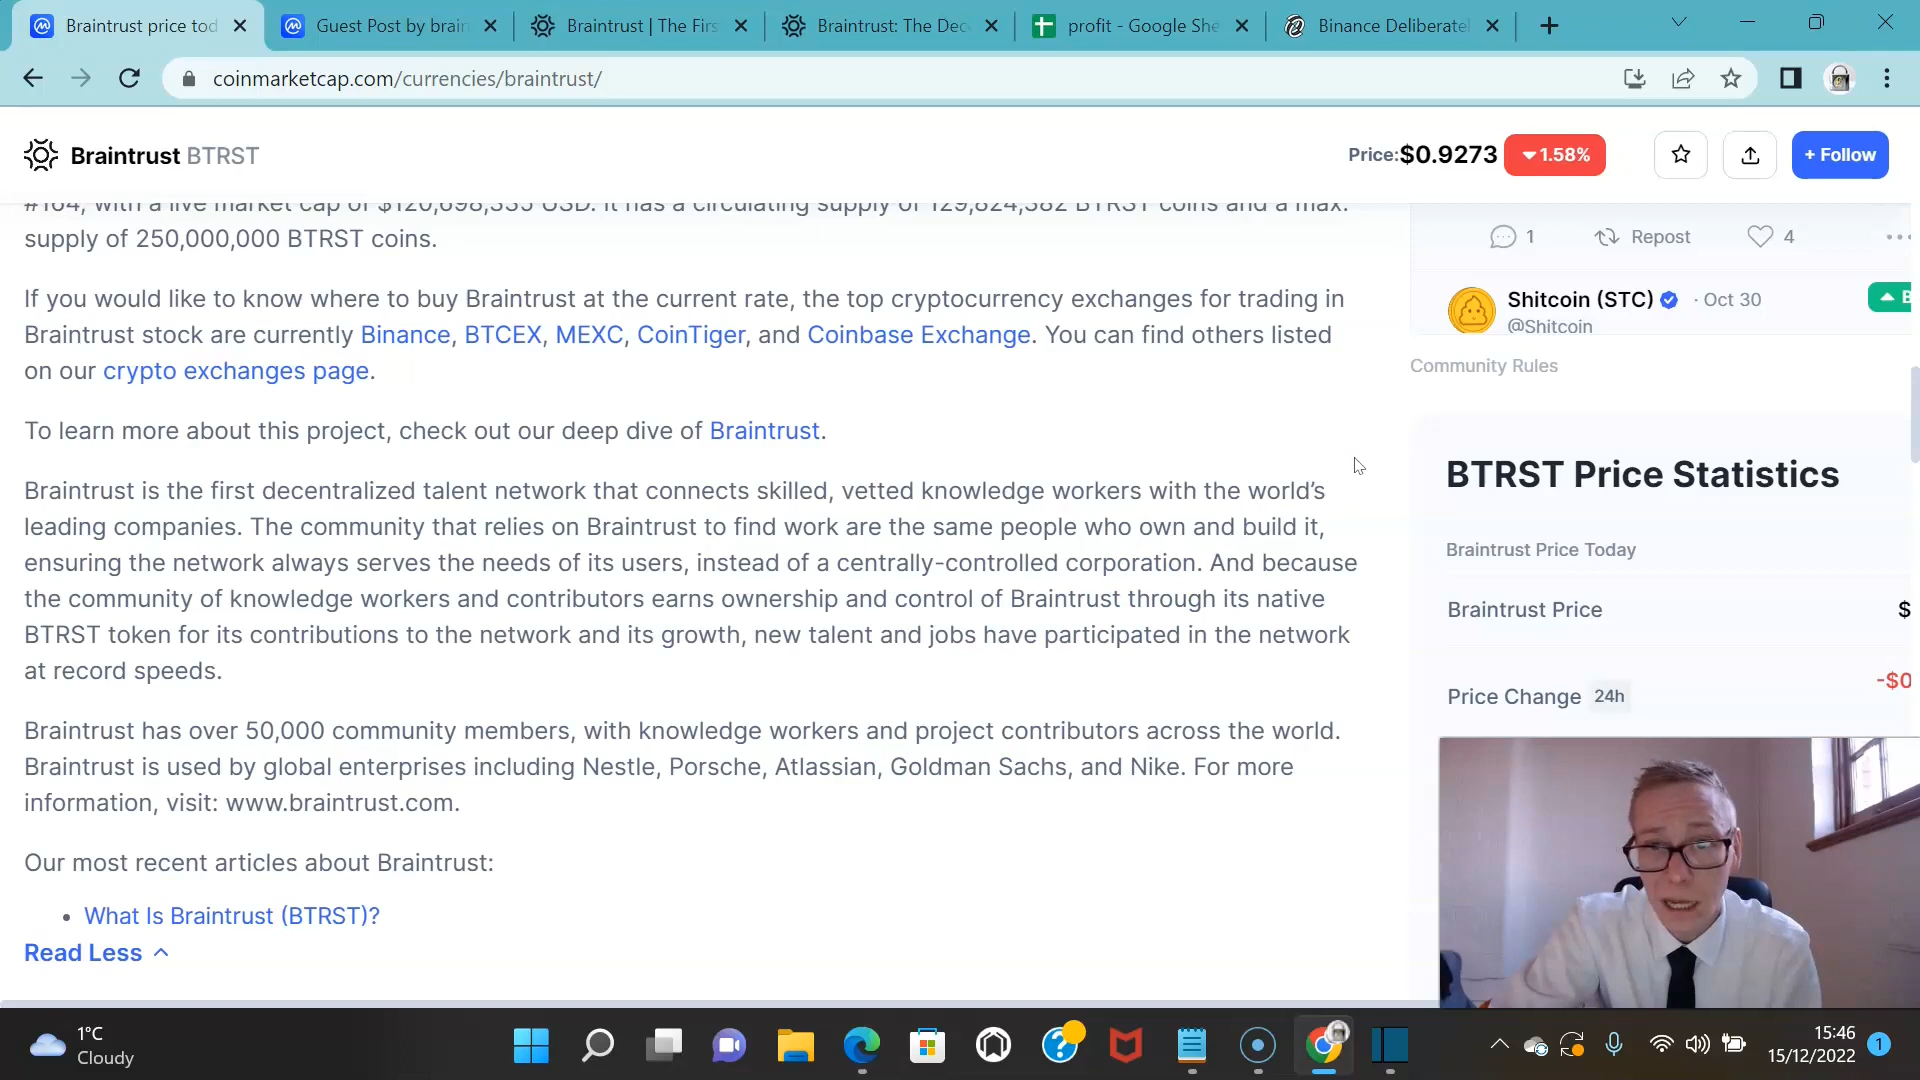 Braintrust price tod
Guest Post by brain
Braintrust | The Firs
Braintrust: The Dec
profit - Google She
Binance Deliberatel
coinmarketcap.com/currencies/braintrust/
Braintrust BTRST
Price:$0.9273
1.58%
+ Follow
#164, with a live market cap of $120,698,335 USD. It has a circulating supply of 129,824,382 BTRST coins and a max.
supply of 250,000,000 BTRST coins.
If you would like to know where to buy Braintrust at the current rate, the top cryptocurrency exchanges for trading in
Braintrust stock are currently Binance, BTCEX, MEXC, CoinTiger, and Coinbase Exchange. You can find others listed
on our crypto exchanges page.
To learn more about this project, check out our deep dive of Braintrust.
Braintrust is the first decentralized talent network that connects skilled, vetted knowledge workers with the world’s
leading companies. The community that relies on Braintrust to find work are the same people who own and build it,
ensuring the network always serves the needs of its users, instead of a centrally-controlled corporation. And because
the community of knowledge workers and contributors earns ownership and control of Braintrust through its native
BTRST token for its contributions to the network and its growth, new talent and jobs have participated in the network
at record speeds.
Braintrust has over 50,000 community members, with knowledge workers and project contributors across the world.
Braintrust is used by global enterprises including Nestle, Porsche, Atlassian, Goldman Sachs, and Nike. For more
information, visit: www.braintrust.com.
Our most recent articles about Braintrust:
• What Is Braintrust (BTRST)?
Read Less
1
Repost
4
Shitcoin (STC) · Oct 30
B
@Shitcoin
Community Rules
BTRST Price Statistics
Braintrust Price Today
Braintrust Price
$
Price Change 24h
-$0
1°C
Cloudy
15:46
15/12/2022
1